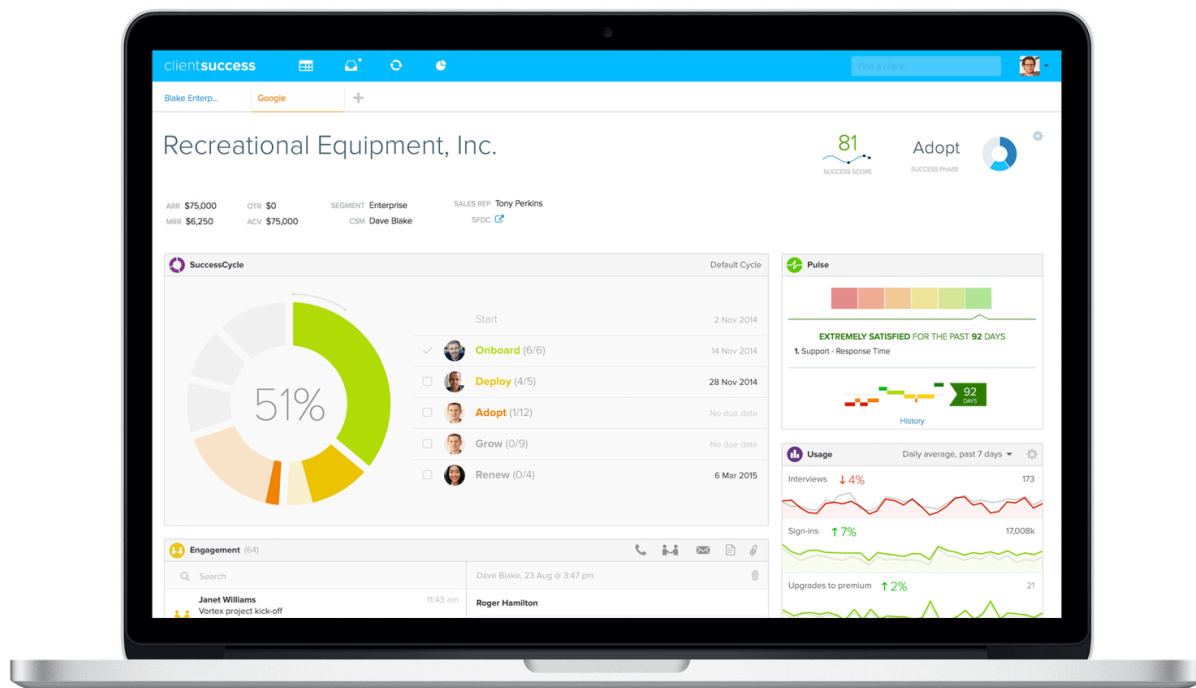 clientsuccess
Find a client...
Blake Enterp...
Google
Recreational Equipment, Inc.
81
SUCCESS SCORE
Adopt
SUCCESS PHASE
ARR $75,000
OTR $0
SEGMENT Enterprise
SALES REP Tony Perkins
MRR $6,250
ACV $75,000
CSM Dave Blake
SFDC
SuccessCycle
Default Cycle
51%
Start
2 Nov 2014
Onboard (6/6)
14 Nov 2014
Deploy (4/5)
28 Nov 2014
Adopt (1/12)
No due date
Grow (0/9)
No due date
Renew (0/4)
6 Mar 2015
Pulse
EXTREMELY SATISFIED FOR THE PAST 92 DAYS
1. Support - Response Time
92
DAYS
History
Usage
Daily average, past 7 days
Interviews
4%
173
Sign-ins
7%
17,008k
Upgrades to premium
2%
21
Engagement (64)
Search
Dave Blake, 23 Aug @ 3:47 pm
Janet Williams
11:43 am
Vortex project kick-off
Roger Hamilton